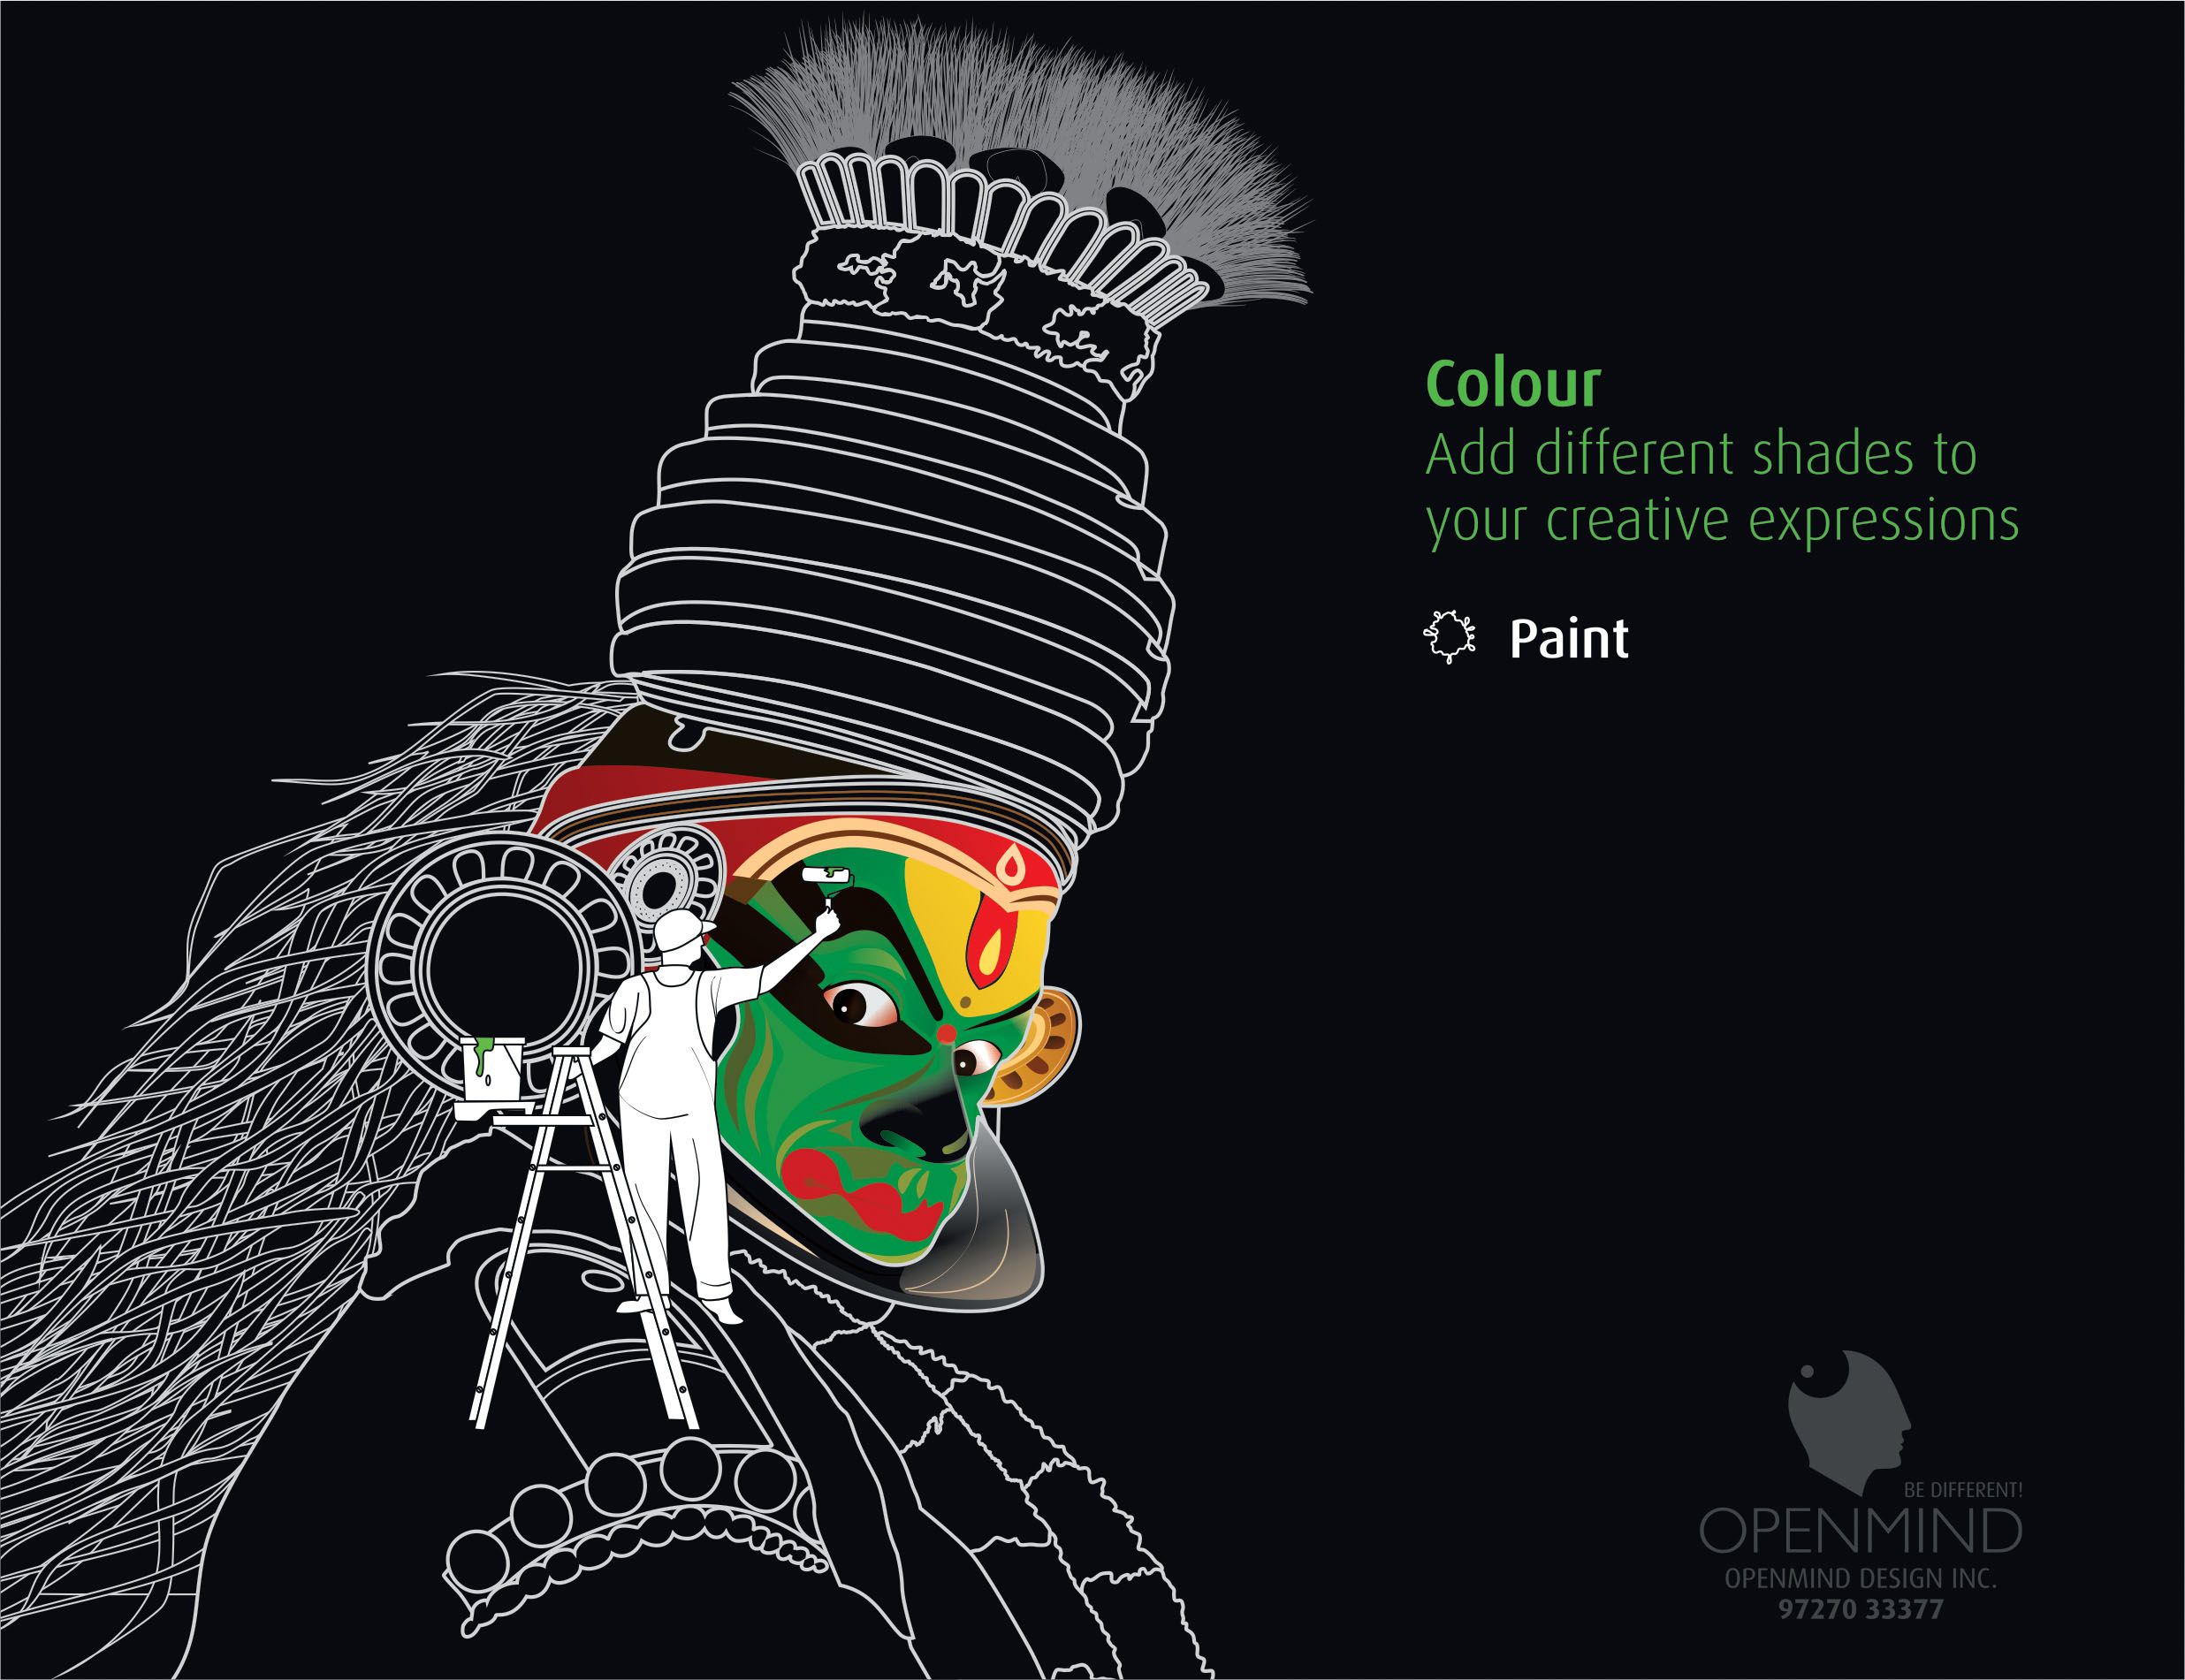 Colour
Add different shades to
your creative expressions
Paint
BE DIFFERENT!
OPENMIND
OPENMIND DESIGN INC.
97270 33377